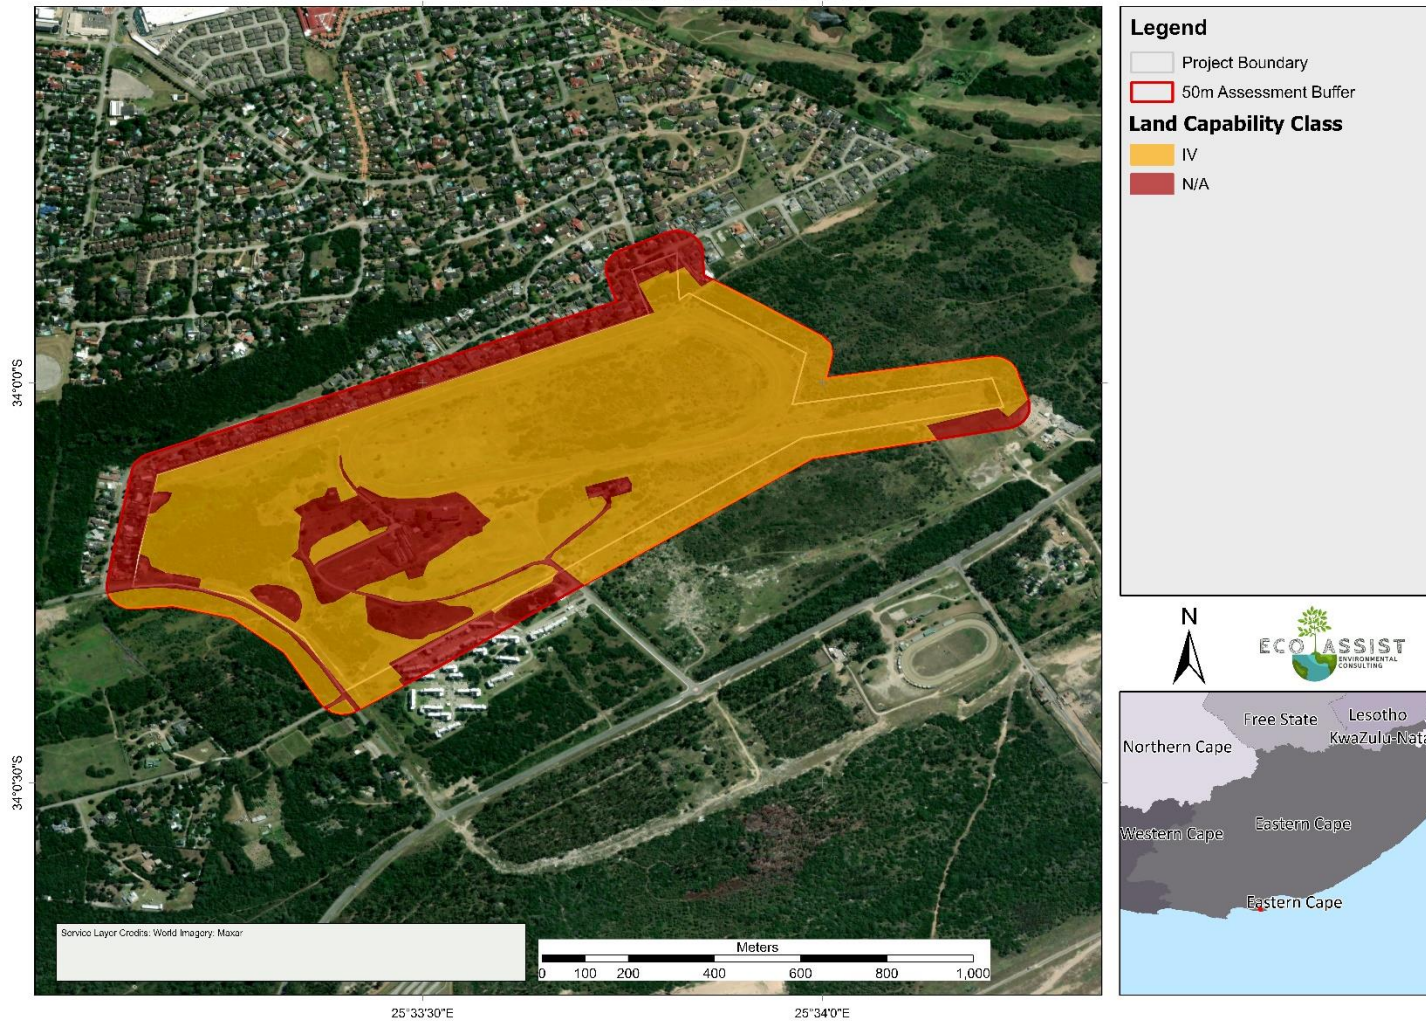 Legend
Project Boundary
50m Assessment Buffer
Land Capability Class
IV
N/A
34°0'0"S
34°0'30"S
Service Layer Credits: World Imagery: Maxar
Meters
0 100 200 400 600 800 1,000
25°33'30"E
25°34'0"E
N
ECO ASSIST
ENVIRONMENTAL
CONSULTING
Free State
Lesotho
KwaZulu-Nata
Northern Cape
Western Cape
Eastern Cape
Eastern Cape